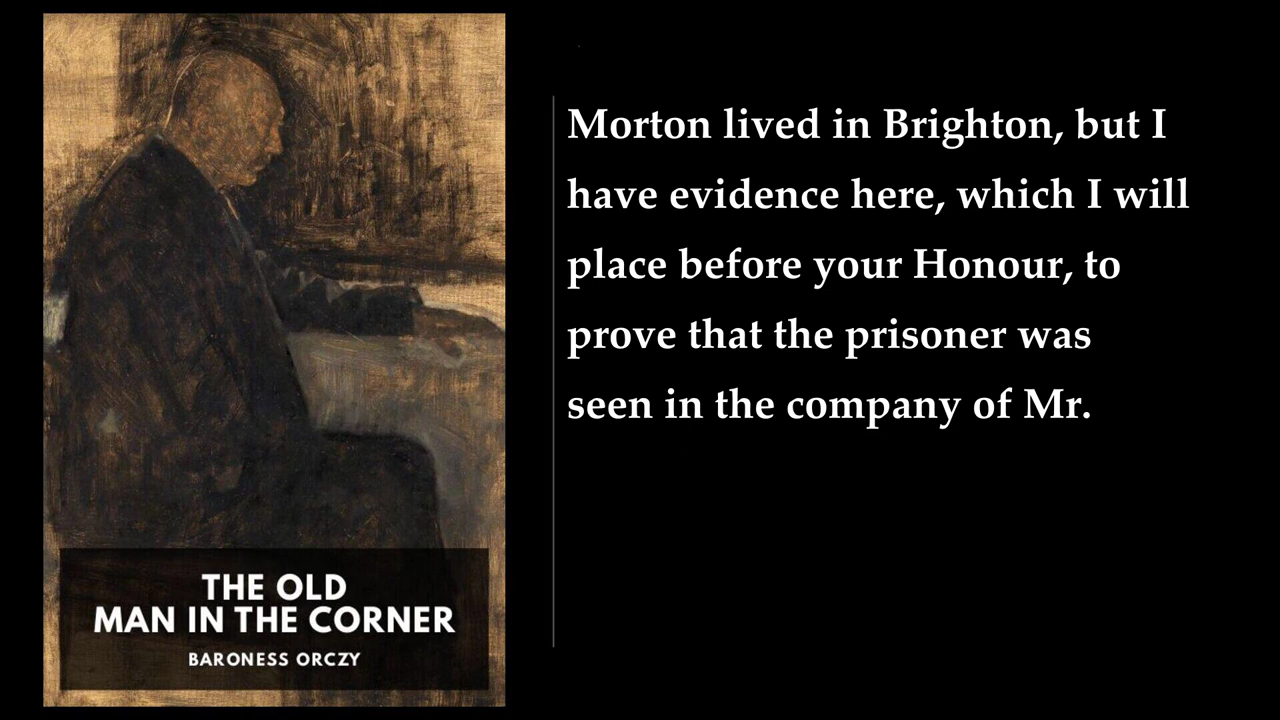 Morton lived in Brighton, but I
have evidence here, which I will
place before your Honour, to
prove that the prisoner was
seen in the company of Mr.
THE OLD
MAN IN THE CORNER
BARONESS ORCZY